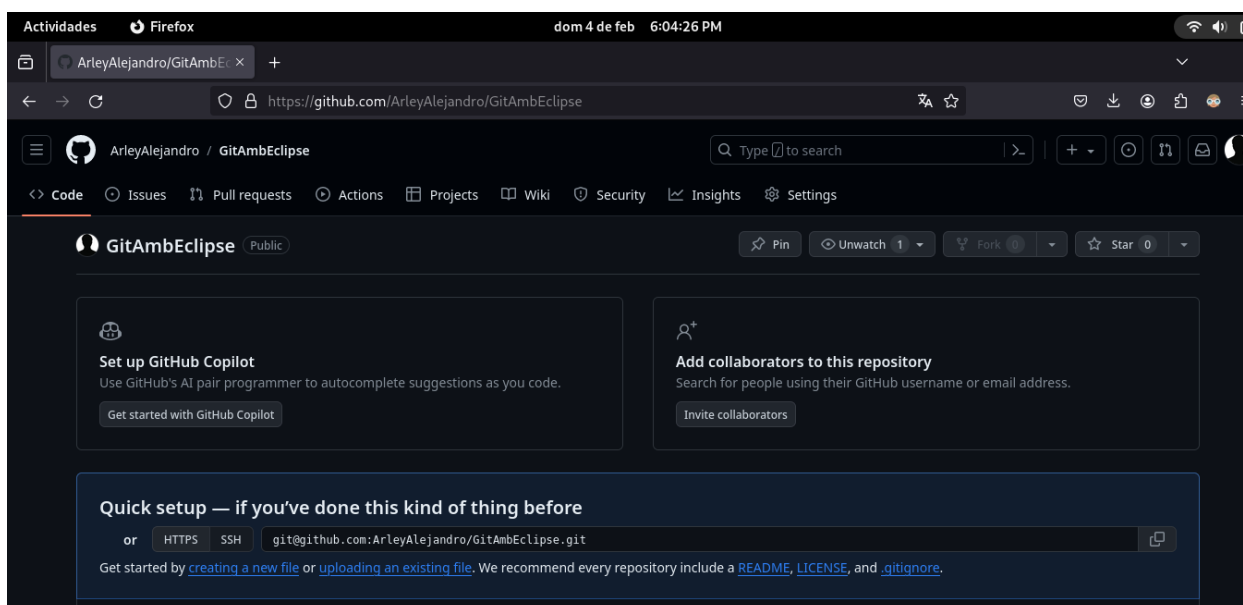 Actividades Firefox dom 4 de feb 6:04:26 PM
ArleyAlejandro/GitAmbEc
https://github.com/ArleyAlejandro/GitAmbEclipse
ArleyAlejandro / GitAmbEclipse Type / to search
Code Issues Pull requests Actions Projects Wiki Security Insights Settings
GitAmbEclipse Public Pin Unwatch 1 Fork 0 Star 0
Set up GitHub Copilot
Use GitHub's AI pair programmer to autocomplete suggestions as you code.
Get started with GitHub Copilot
Add collaborators to this repository
Search for people using their GitHub username or email address.
Invite collaborators
Quick setup — if you've done this kind of thing before
or HTTPS SSH git@github.com:ArleyAlejandro/GitAmbEclipse.git
Get started by creating a new file or uploading an existing file. We recommend every repository include a README, LICENSE, and .gitignore.